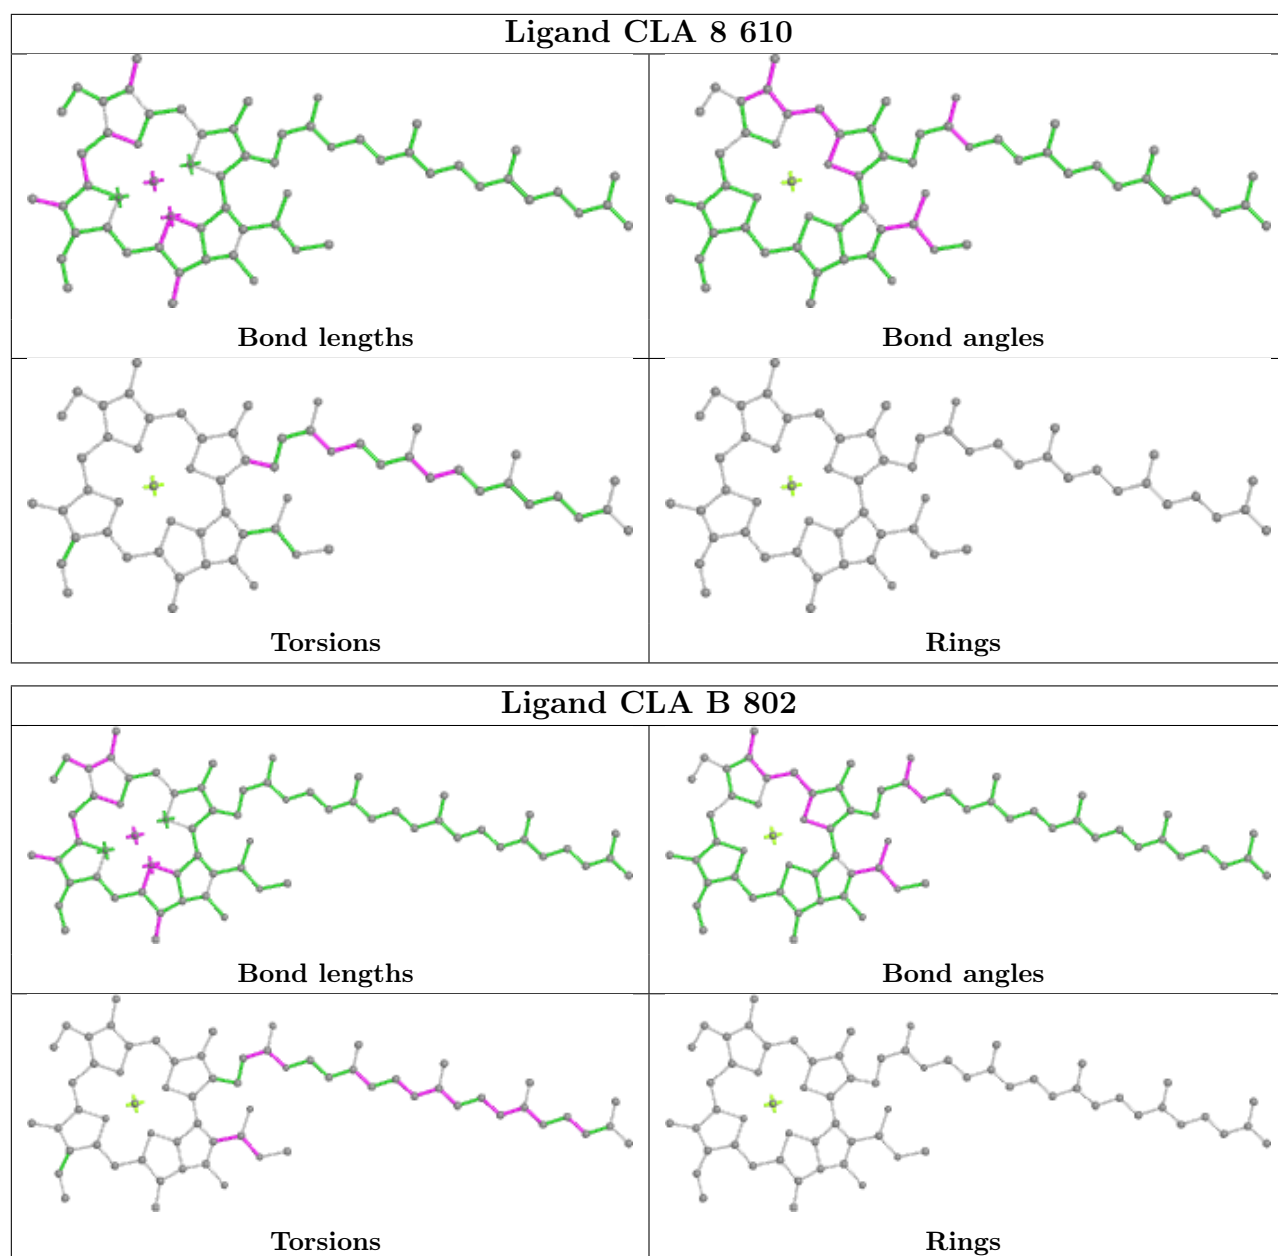 Ligand CLA 8 610
Bond lengths
Bond angles
Torsions
Rings
Ligand CLA B 802
Bond lengths
Bond angles
Torsions
Rings